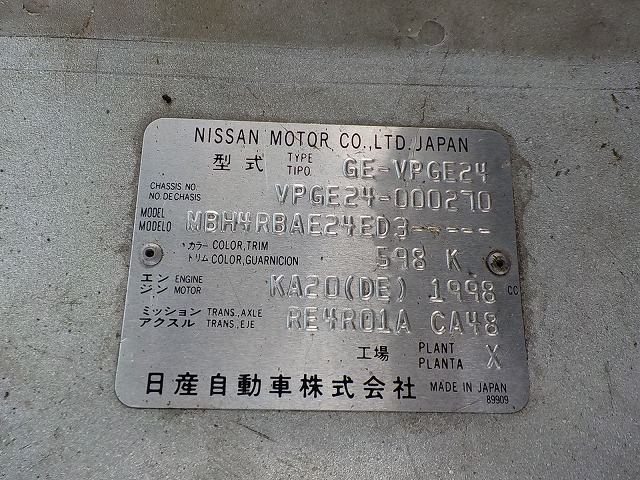 NISSAN MOTOR CO.,LTD. JAPAN
型式 TYPE TIPO GE-VPGE24
CHASSIS NO. NO. DE CHASIS VPGE24-000270
MODEL MODELO NBH4RBAE24ED3-----
カラー COLOR, TRIM
トリム COLOR, GUARNICION 598 K
エンジン ENGINE MOTOR KA20(DE) 1998 CC
ミッション TRANS., AXLE
アクスル TRANS., EJE RE4R01A CA48
工場 PLANT PLANTA X
日産自動車株式会社 MADE IN JAPAN
89909